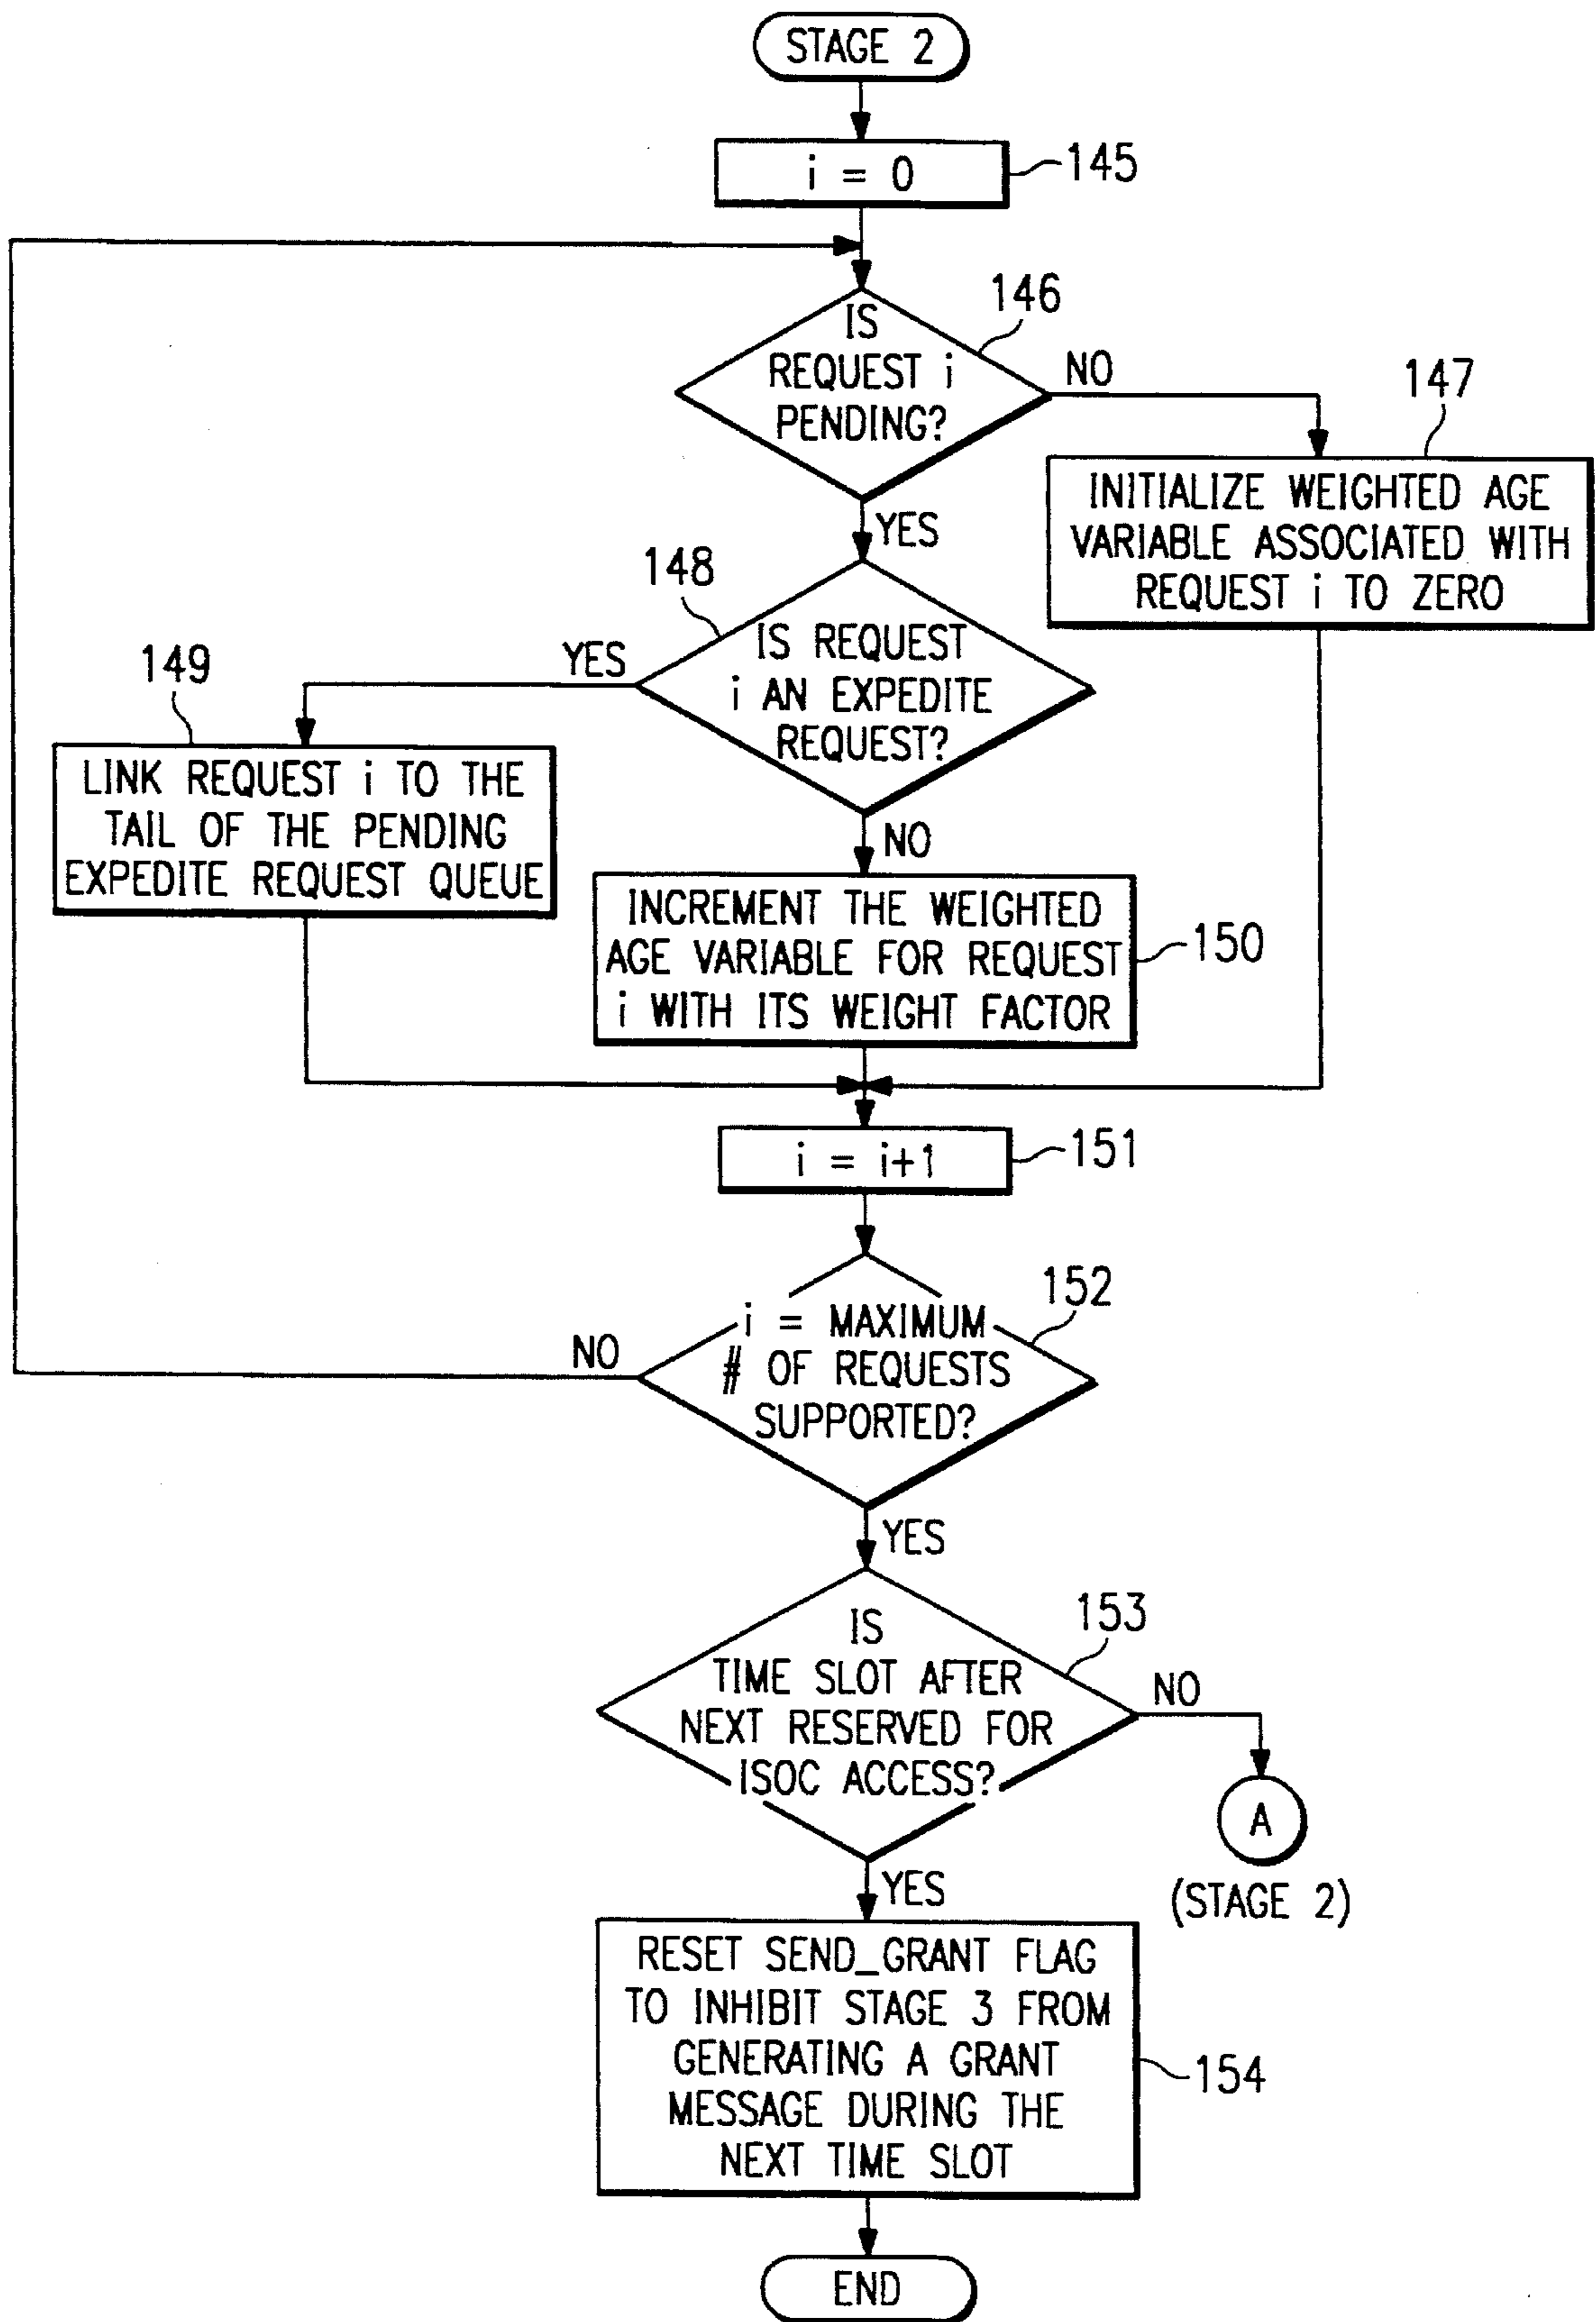 STAGE 2
i = 0
145
146
IS
REQUEST i
PENDING?
NO
147
INITIALIZE WEIGHTED AGE
VARIABLE ASSOCIATED WITH
REQUEST i TO ZERO
YES
148
IS REQUEST
i AN EXPEDITE
REQUEST?
YES
149
LINK REQUEST i TO THE
TAIL OF THE PENDING
EXPEDITE REQUEST QUEUE
NO
INCREMENT THE WEIGHTED
AGE VARIABLE FOR REQUEST
i WITH ITS WEIGHT FACTOR
150
i = i+1
151
152
i = MAXIMUM
# OF REQUESTS
SUPPORTED?
NO
YES
153
IS
TIME SLOT AFTER
NEXT RESERVED FOR
ISOC ACCESS?
NO
A
(STAGE 2)
YES
RESET SEND_GRANT FLAG
TO INHIBIT STAGE 3 FROM
GENERATING A GRANT
MESSAGE DURING THE
NEXT TIME SLOT
154
END